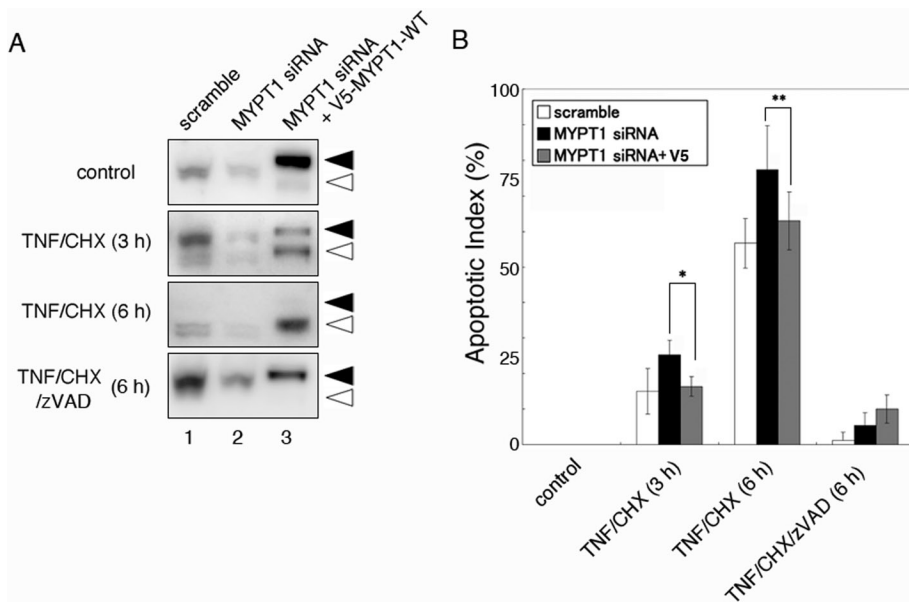 A
scramble
MYPT1 siRNA
MYPT1 siRNA
+ V5-MYPT1-WT
control
TNF/CHX (3 h)
TNF/CHX (6 h)
TNF/CHX
/zVAD
(6 h)
1 2 3
B
Apoptotic Index (%)
100
75
50
25
0
scramble
MYPT1 siRNA
MYPT1 siRNA+ V5
*
**
control
TNF/CHX (3 h)
TNF/CHX (6 h)
TNF/CHX/zVAD (6 h)